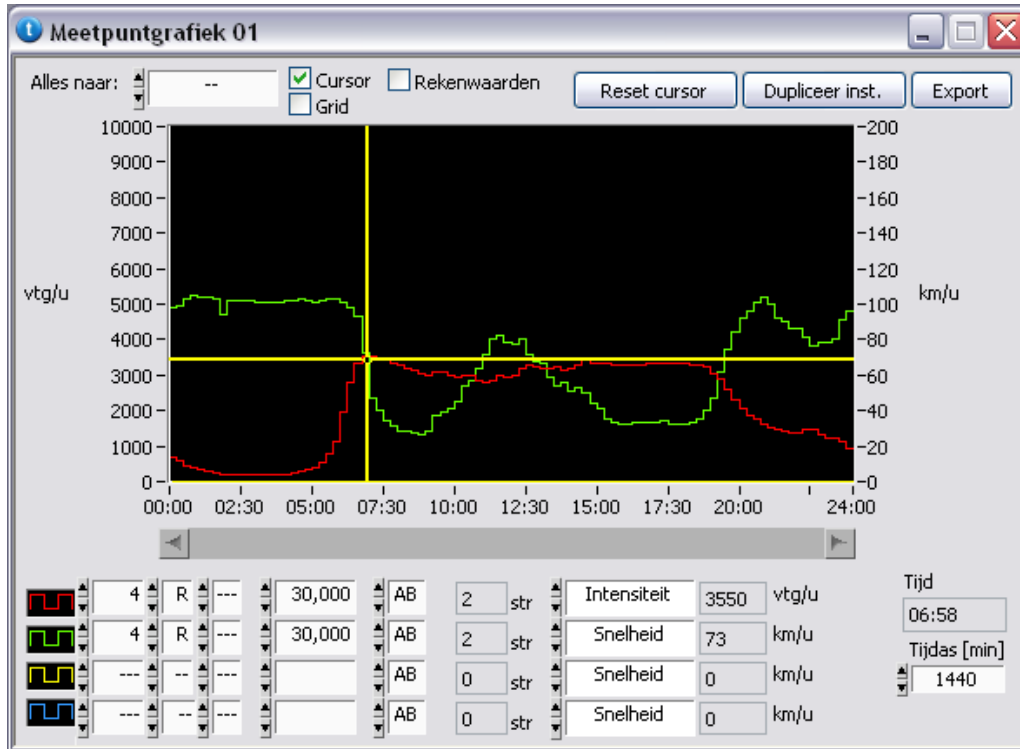 Meetpuntgrafiek 01
Alles naar: -- Cursor Rekenwaarden Reset cursor Dupliceer inst. Export
Grid
10000 200
9000 180
8000 160
7000 140
6000 120
vtg/u 5000 100 km/u
4000 80
3000 60
2000 40
1000 20
0 0
00:00 02:30 05:00 07:30 10:00 12:30 15:00 17:30 20:00 24:00
4 R --- 30,000 AB 2 str Intensiteit 3550 vtg/u Tijd
06:58
4 R --- 30,000 AB 2 str Snelheid 73 km/u
Tijdas [min]
--- -- --- AB 0 str Snelheid 0 km/u 1440
--- -- --- AB 0 str Snelheid 0 km/u